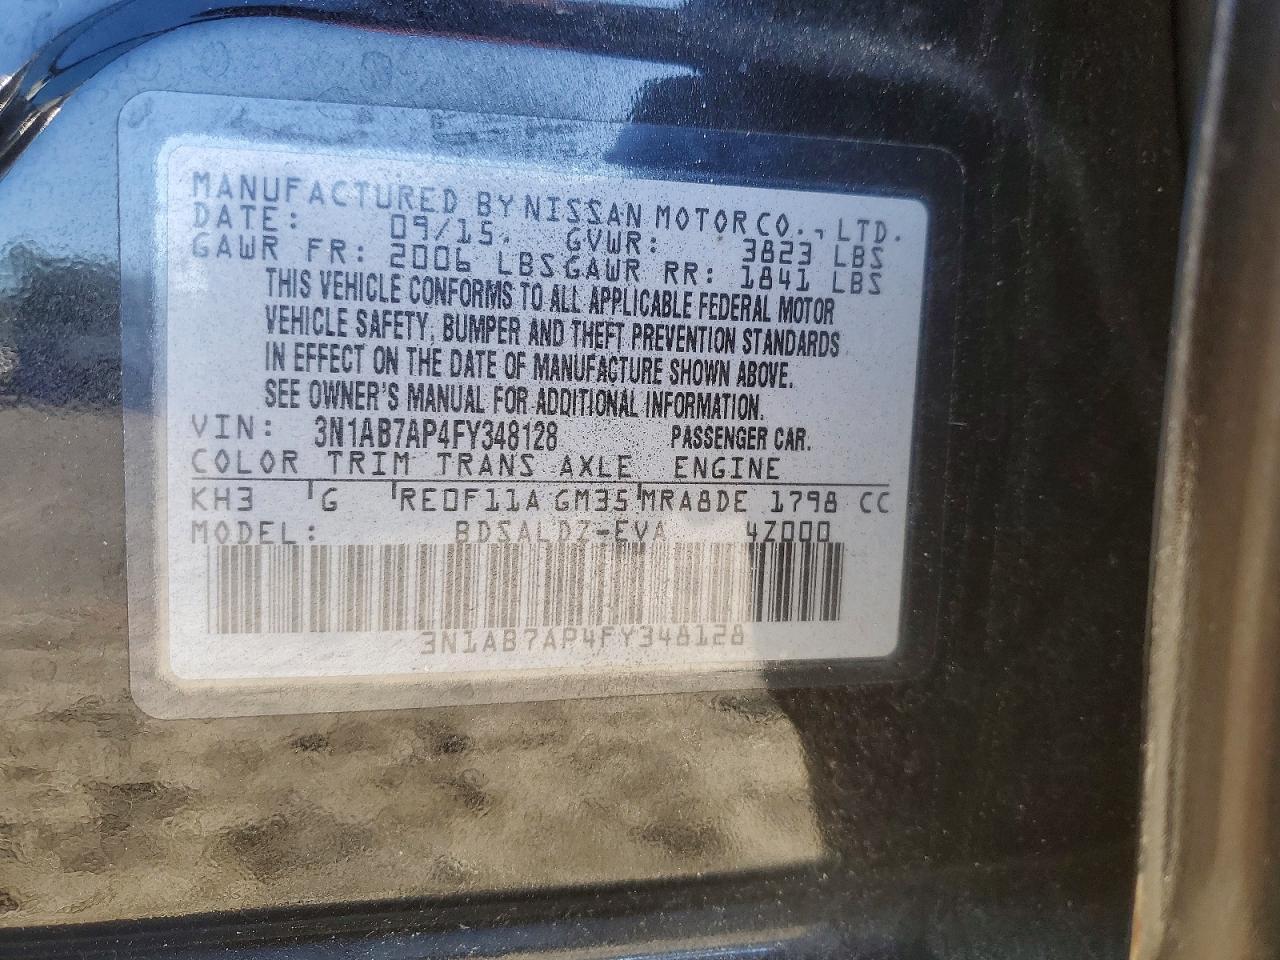 MANUFACTURED BY NISSAN MOTOR CO., LTD.
DATE: 09/15. GVWR: 3823 LBS
GAWR FR: 2006 LBS GAWR RR: 1841 LBS
THIS VEHICLE CONFORMS TO ALL APPLICABLE FEDERAL MOTOR
VEHICLE SAFETY, BUMPER AND THEFT PREVENTION STANDARDS
IN EFFECT ON THE DATE OF MANUFACTURE SHOWN ABOVE.
SEE OWNER'S MANUAL FOR ADDITIONAL INFORMATION.
VIN: 3N1AB7AP4FY348128 PASSENGER CAR.
COLOR TRIM TRANS AXLE ENGINE
KH3 G RE0F11A GM35 MRA8DE 1798 CC
MODEL: BDSALDZ-EVA 4Z000
3N1AB7AP4FY348128